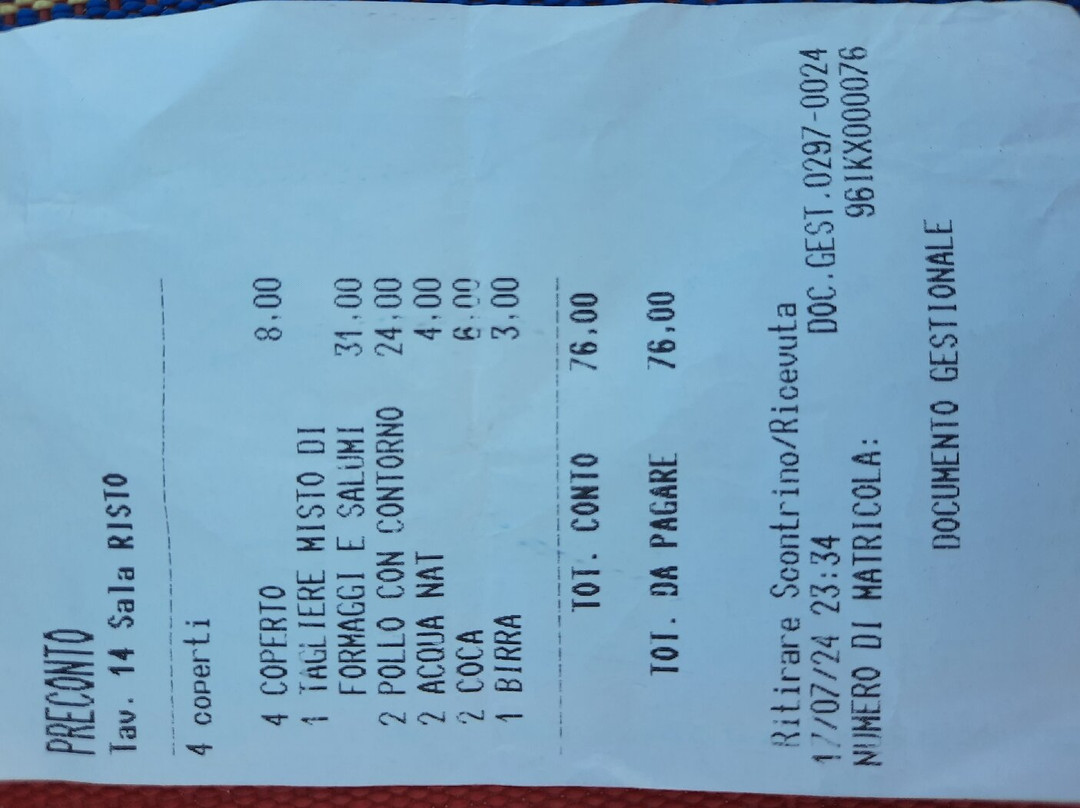 PRECONTO
Tav. 14 Sala RISTO
4 coperti
4 COPERTO 8,00
1 TAGLIERE MISTO DI
FORMAGGI E SALUMI 31,00
2 POLLO CON CONTORNO 24,00
2 ACQUA NAT 4,00
2 COCA 6,00
1 BIRRA 3,00
TOT. CONTO 76,00
TOT. DA PAGARE 76,00
Ritirare Scontrino/Ricevuta
17/07/24 23:34 DOC.GEST.0297-0024
NUMERO DI MATRICOLA: 96IKX000076
DOCUMENTO GESTIONALE